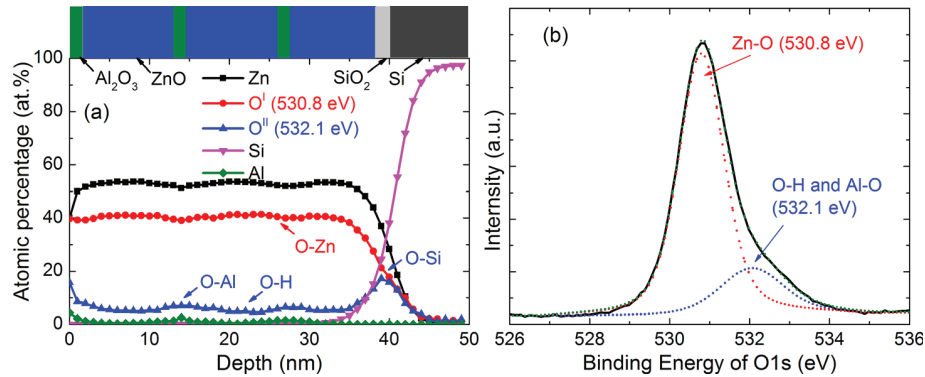 Al₂O₃
ZnO
SiO₂
Si
(a)
Zn
Oᴵ (530.8 eV)
Oᴵᴵ (532.1 eV)
Si
Al
O-Zn
O-Si
O-Al
O-H
100
80
60
40
20
0
Atomic percentage (at.%)
0 10 20 30 40 50
Depth (nm)
(b)
Zn-O (530.8 eV)
O-H and Al-O
(532.1 eV)
Internsity (a.u.)
526 528 530 532 534 536
Binding Energy of O1s (eV)